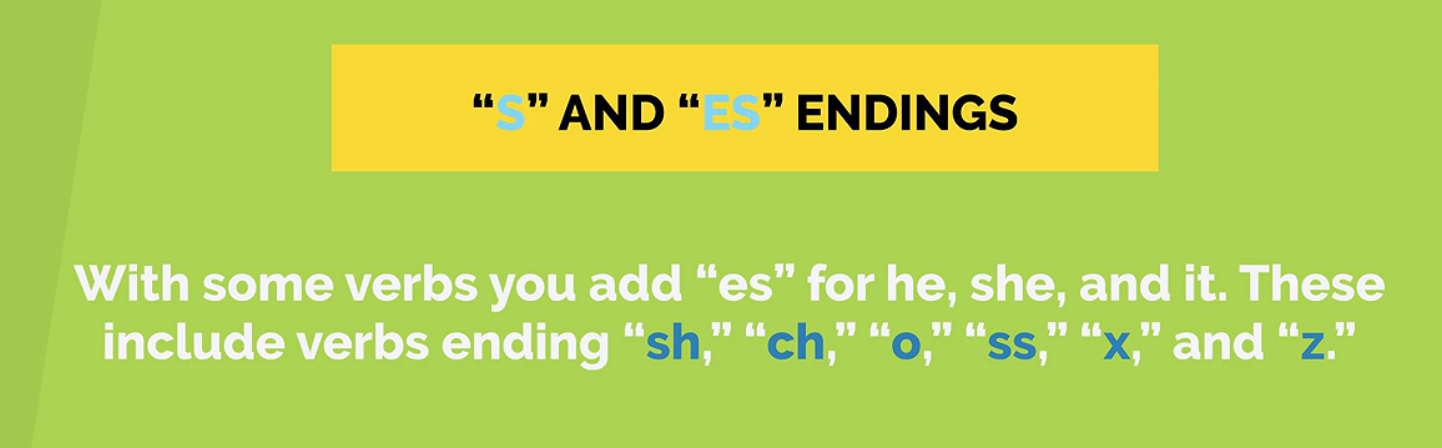 “S” AND “ES” ENDINGS
With some verbs you add “es” for he, she, and it. These
include verbs ending “sh,” “ch,” “o,” “ss,” “x,” and “z.”